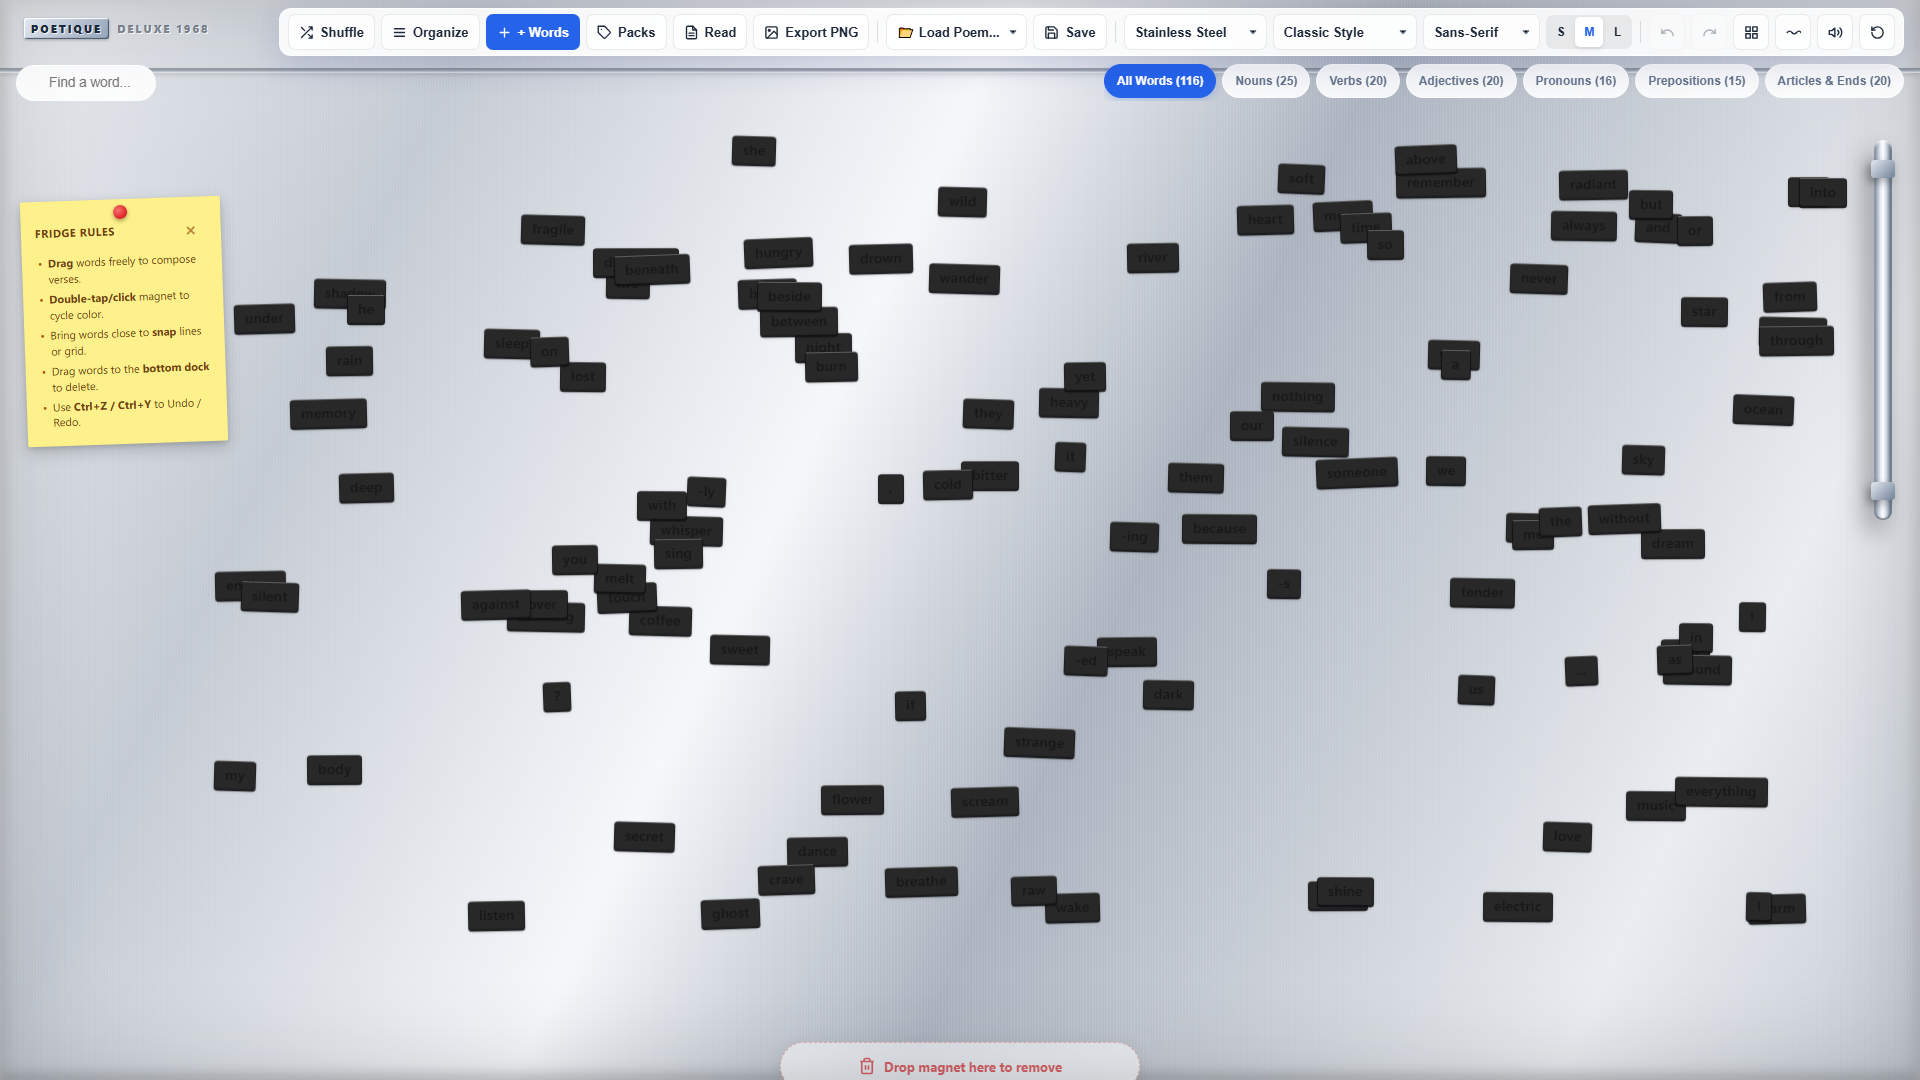 POETIQUE DELUXE 1968
Shuffle
Organize
+ Words
Packs
Read
Export PNG
Load Poem...
Save
Stainless Steel
Classic Style
Sans-Serif
S
M
L
Find a word...
All Words (116)
Nouns (25)
Verbs (20)
Adjectives (20)
Pronouns (16)
Prepositions (15)
Articles & Ends (20)
FRIDGE RULES
• Drag words freely to compose
verses.
• Double-tap/click magnet to
cycle color.
• Bring words close to snap lines
or grid.
• Drag words to the bottom dock
to delete.
• Use Ctrl+Z / Ctrl+Y to Undo /
Redo.
she
above
soft
remember
radiant
into
wild
but
heart
time
always
and
or
fragile
so
hungry
drown
river
beneath
wander
never
shadow
beside
from
he
under
star
between
through
sleep
on
night
rain
burn
a
lost
yet
nothing
heavy
ocean
memory
they
our
silence
it
sky
someone
we
bitter
them
cold
deep
-ly
.
with
the
without
whisper
because
me
-ing
dream
sing
you
melt
-s
tender
silent
touch
against
over
coffee
in
sweet
speak
-ed
as
...
us
dark
?
if
strange
body
my
everything
flower
scream
music
secret
love
dance
crave
breathe
raw
shine
wake
electric
listen
ghost
Drop magnet here to remove